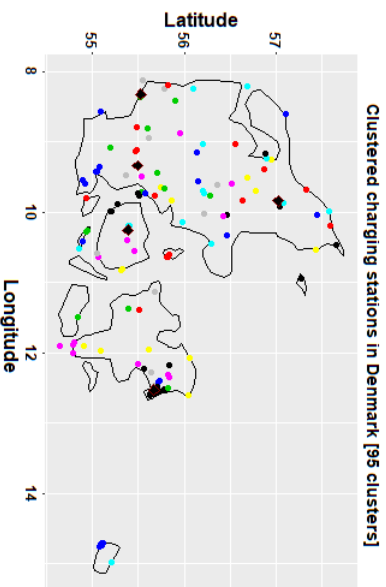 Clustered charging stations in Denmark [95 clusters]
Latitude
55
56
57
8
10
12
14
Longitude